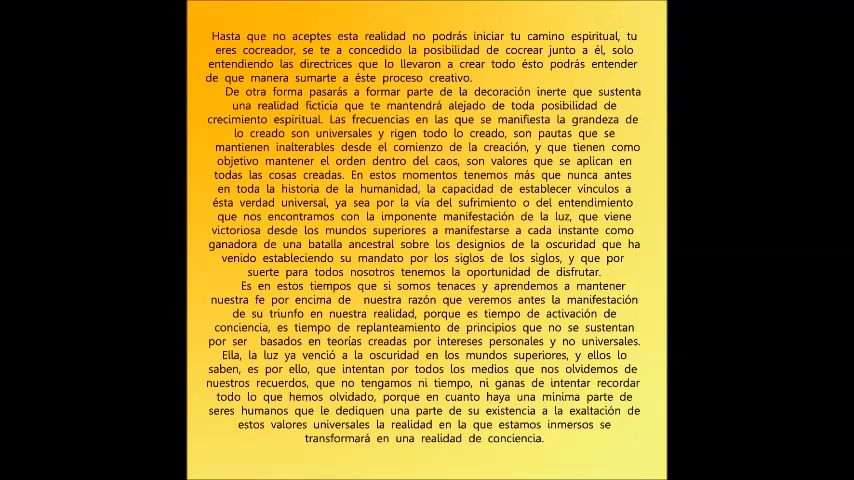 Hasta que no aceptes esta realidad no podrás iniciar tu camino espiritual, tu
eres cocreador, se te a concedido la posibilidad de cocrear junto a él, solo
entendiendo las directrices que lo llevaron a crear todo ésto podrás entender
de que manera sumarte a éste proceso creativo.
De otra forma pasarás a formar parte de la decoración inerte que sustenta
una realidad ficticia que te mantendrá alejado de toda posibilidad de
crecimiento espiritual. Las frecuencias en las que se manifiesta la grandeza de
lo creado son universales y rigen todo lo creado, son pautas que se
mantienen inalterables desde el comienzo de la creación, y que tienen como
objetivo mantener el orden dentro del caos, son valores que se aplican en
todas las cosas creadas. En estos momentos tenemos más que nunca antes
en toda la historia de la humanidad, la capacidad de establecer vínculos a
ésta verdad universal, ya sea por la vía del sufrimiento o del entendimiento
que nos encontramos con la imponente manifestación de la luz, que viene
victoriosa desde los mundos superiores a manifestarse a cada instante como
ganadora de una batalla ancestral sobre los designios de la oscuridad que ha
venido estableciendo su mandato por los siglos de los siglos, y que por
suerte para todos nosotros tenemos la oportunidad de disfrutar.
Es en estos tiempos que si somos tenaces y aprendemos a mantener
nuestra fe por encima de nuestra razón que veremos antes la manifestación
de su triunfo en nuestra realidad, porque es tiempo de activación de
conciencia, es tiempo de replanteamiento de principios que no se sustentan
por ser basados en teorías creadas por intereses personales y no universales.
Ella, la luz ya venció a la oscuridad en los mundos superiores, y ellos lo
saben, es por ello, que intentan por todos los medios que nos olvidemos de
nuestros recuerdos, que no tengamos ni tiempo, ni ganas de intentar recordar
todo lo que hemos olvidado, porque en cuanto haya una mínima parte de
seres humanos que le dediquen una parte de su existencia a la exaltación de
estos valores universales la realidad en la que estamos inmersos se
transformará en una realidad de conciencia.